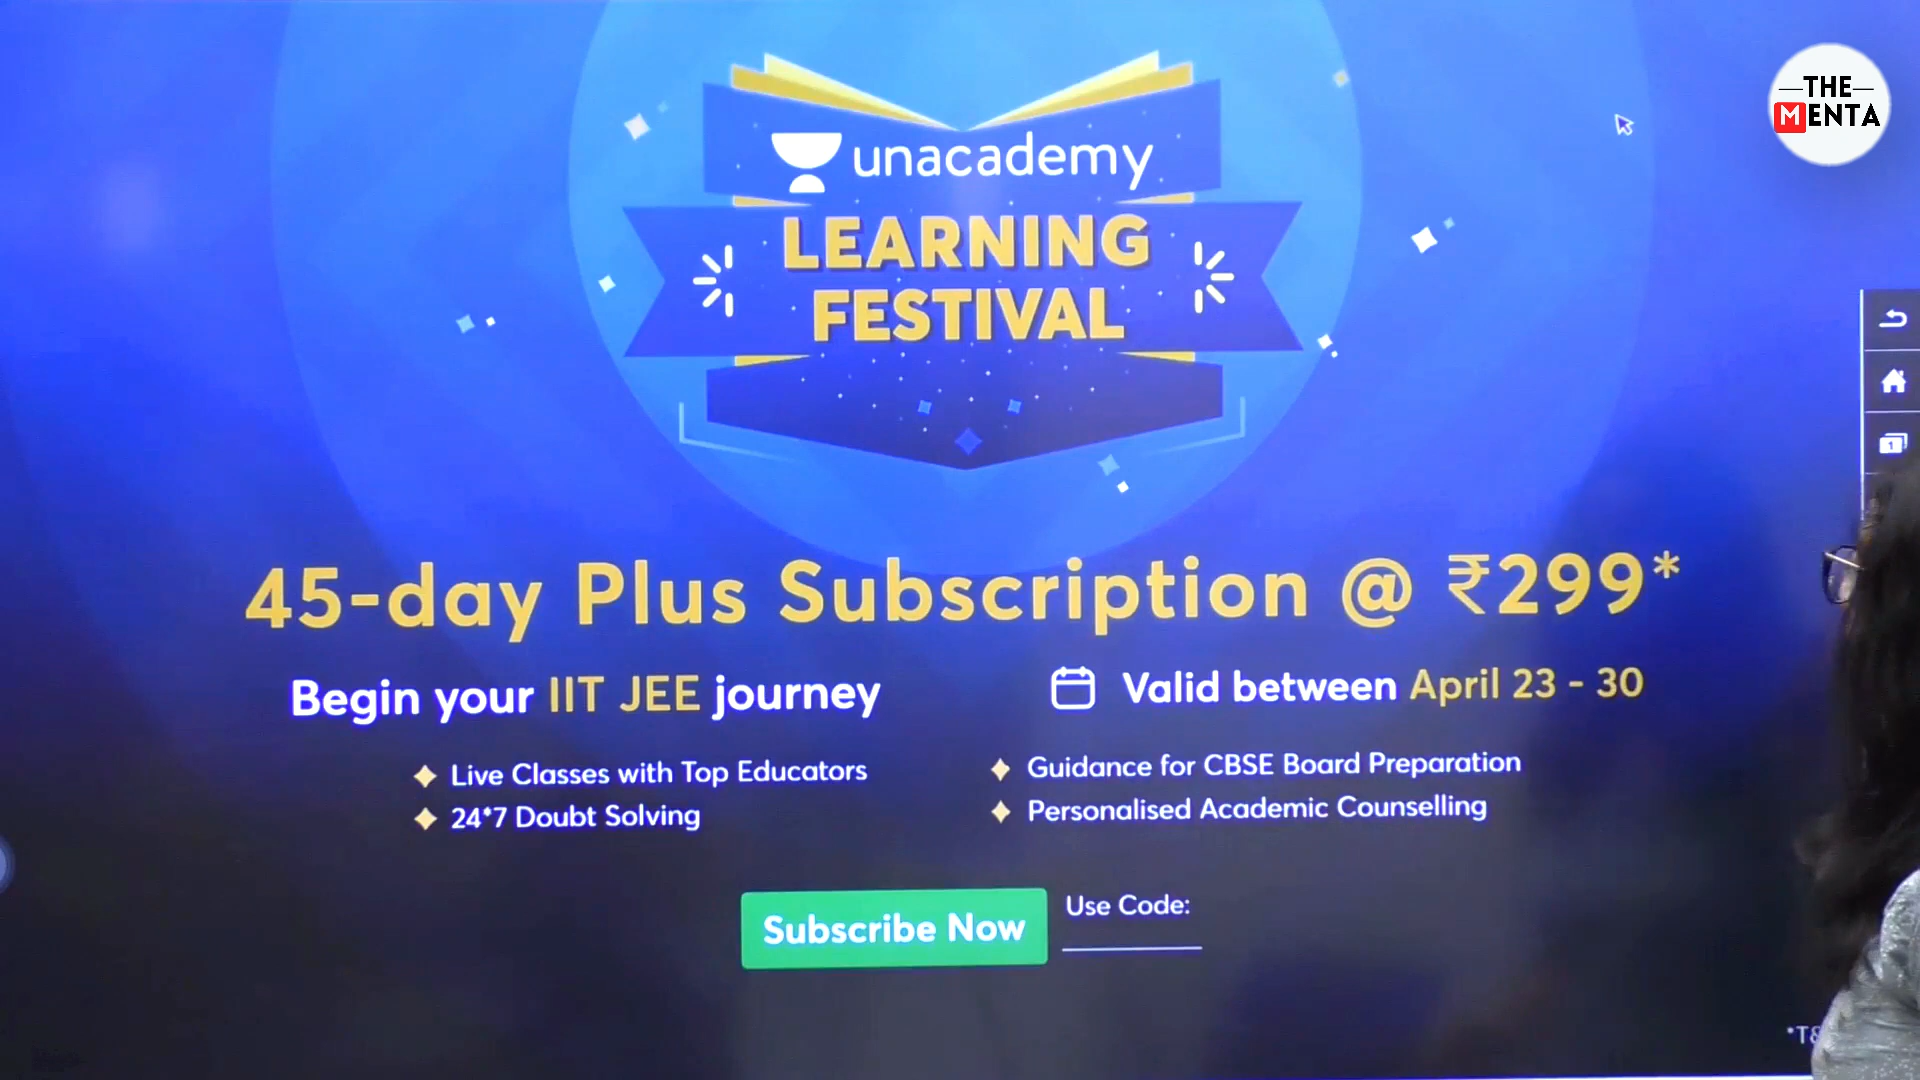 THE
MENTA
unacademy
LEARNING
FESTIVAL
1
45-day Plus Subscription @ ₹299*
Begin your IIT JEE journey
Valid between April 23 - 30
Live Classes with Top Educators
24*7 Doubt Solving
Guidance for CBSE Board Preparation
Personalised Academic Counselling
Subscribe Now
Use Code: